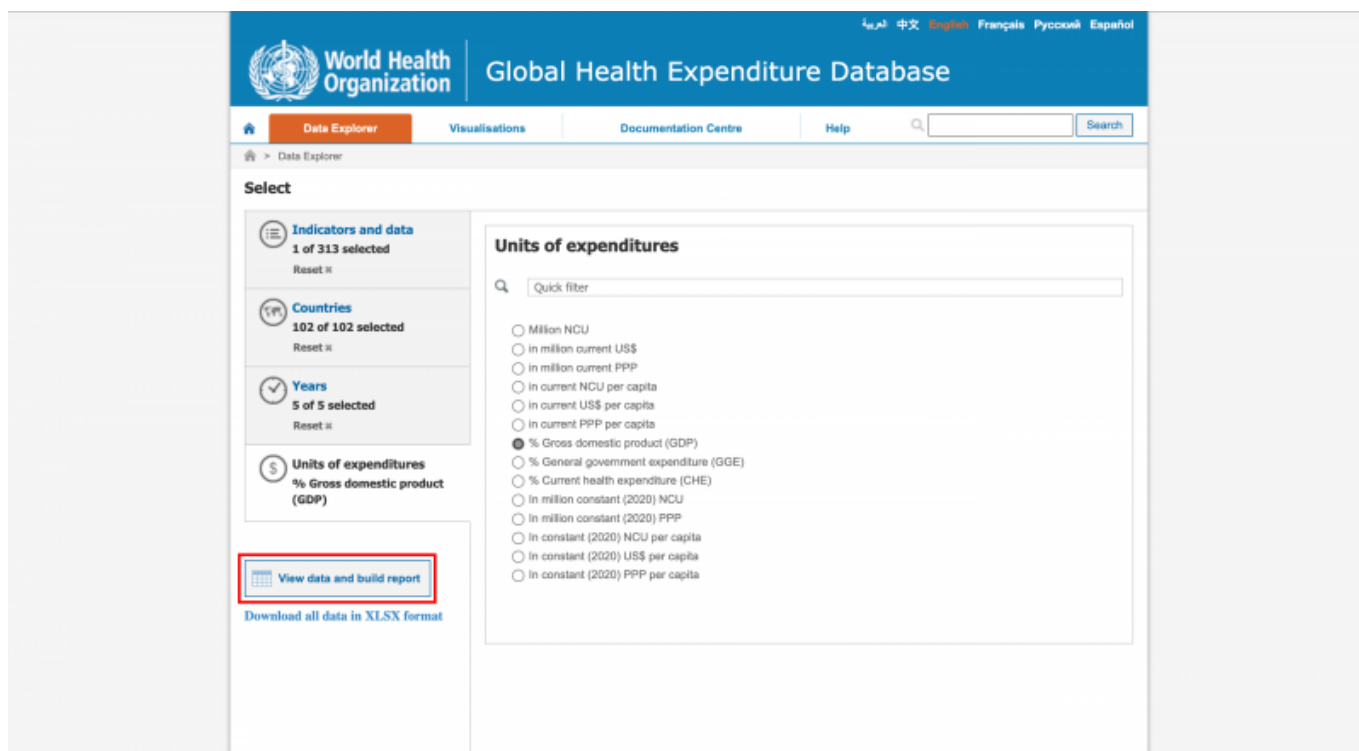 العربية 中文 English Français Русский Español
World Health
Organization
Global Health Expenditure Database
Data Explorer Visualisations Documentation Centre Help Search
> Data Explorer
Select
Indicators and data
1 of 313 selected
Reset
Countries
102 of 102 selected
Reset
Years
5 of 5 selected
Reset
Units of expenditures
% Gross domestic product
(GDP)
View data and build report
Download all data in XLSX format
Units of expenditures
Quick filter
Million NCU
in million current US$
in million current PPP
in current NCU per capita
in current US$ per capita
in current PPP per capita
% Gross domestic product (GDP)
% General government expenditure (GGE)
% Current health expenditure (CHE)
In million constant (2020) NCU
In million constant (2020) PPP
In constant (2020) NCU per capita
In constant (2020) US$ per capita
In constant (2020) PPP per capita